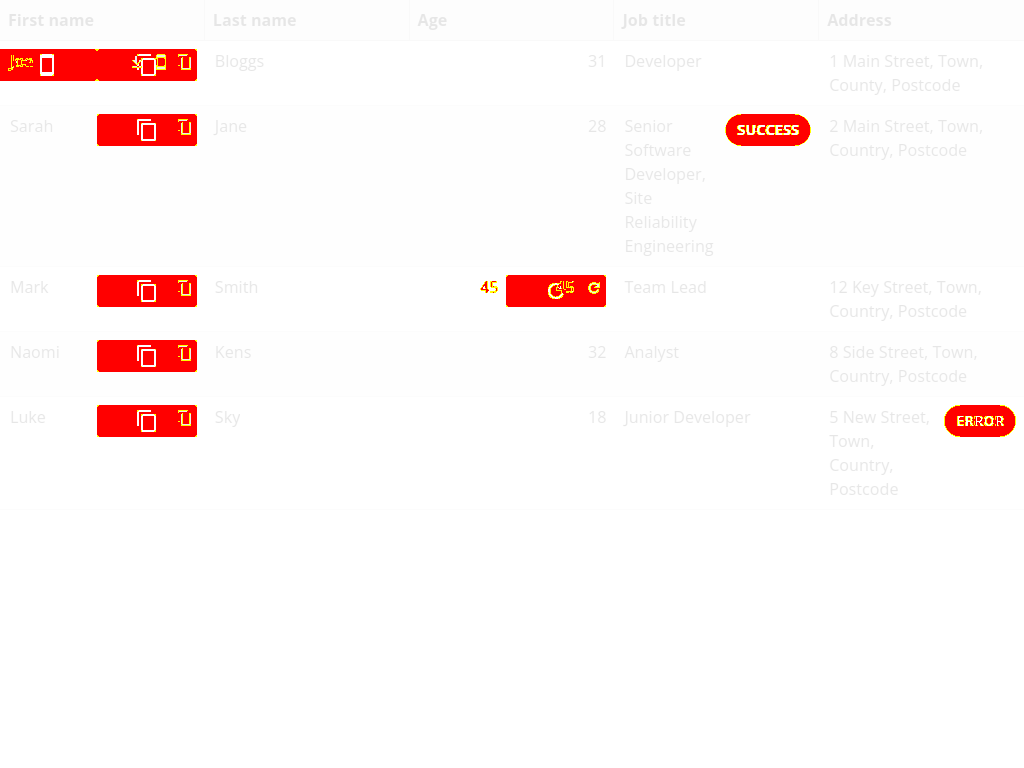 First name Last name Age Job title Address
Joe Bloggs 31 Developer 1 Main Street, Town,
County, Postcode
Sarah Jane 28 Senior SUCCESS 2 Main Street, Town,
Software Country, Postcode
Developer,
Site
Reliability
Engineering
Mark Smith 45 45 Team Lead 12 Key Street, Town,
Country, Postcode
Naomi Kens 32 Analyst 8 Side Street, Town,
Country, Postcode
Luke Sky 18 Junior Developer 5 New Street, ERROR
Town,
Country,
Postcode